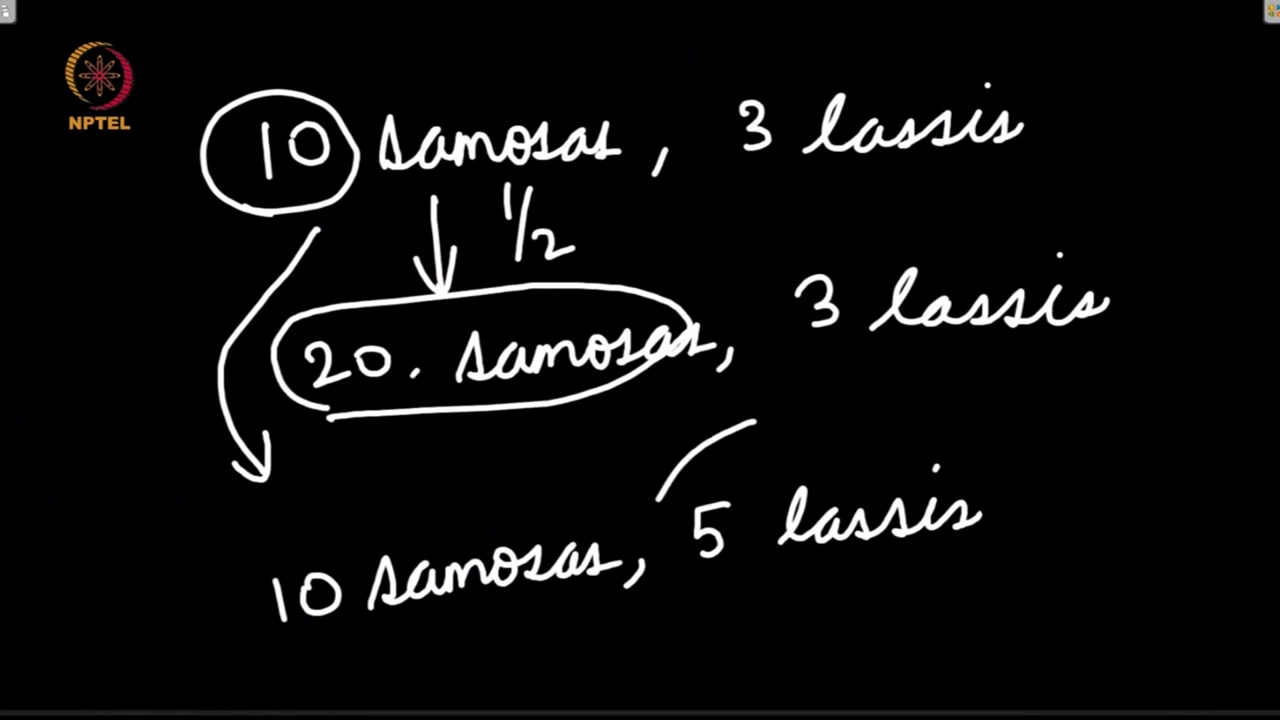 NPTEL
10 samosas, 3 lassis
1/2
20. samosas, 3 lassis
10 samosas, 5 lassis